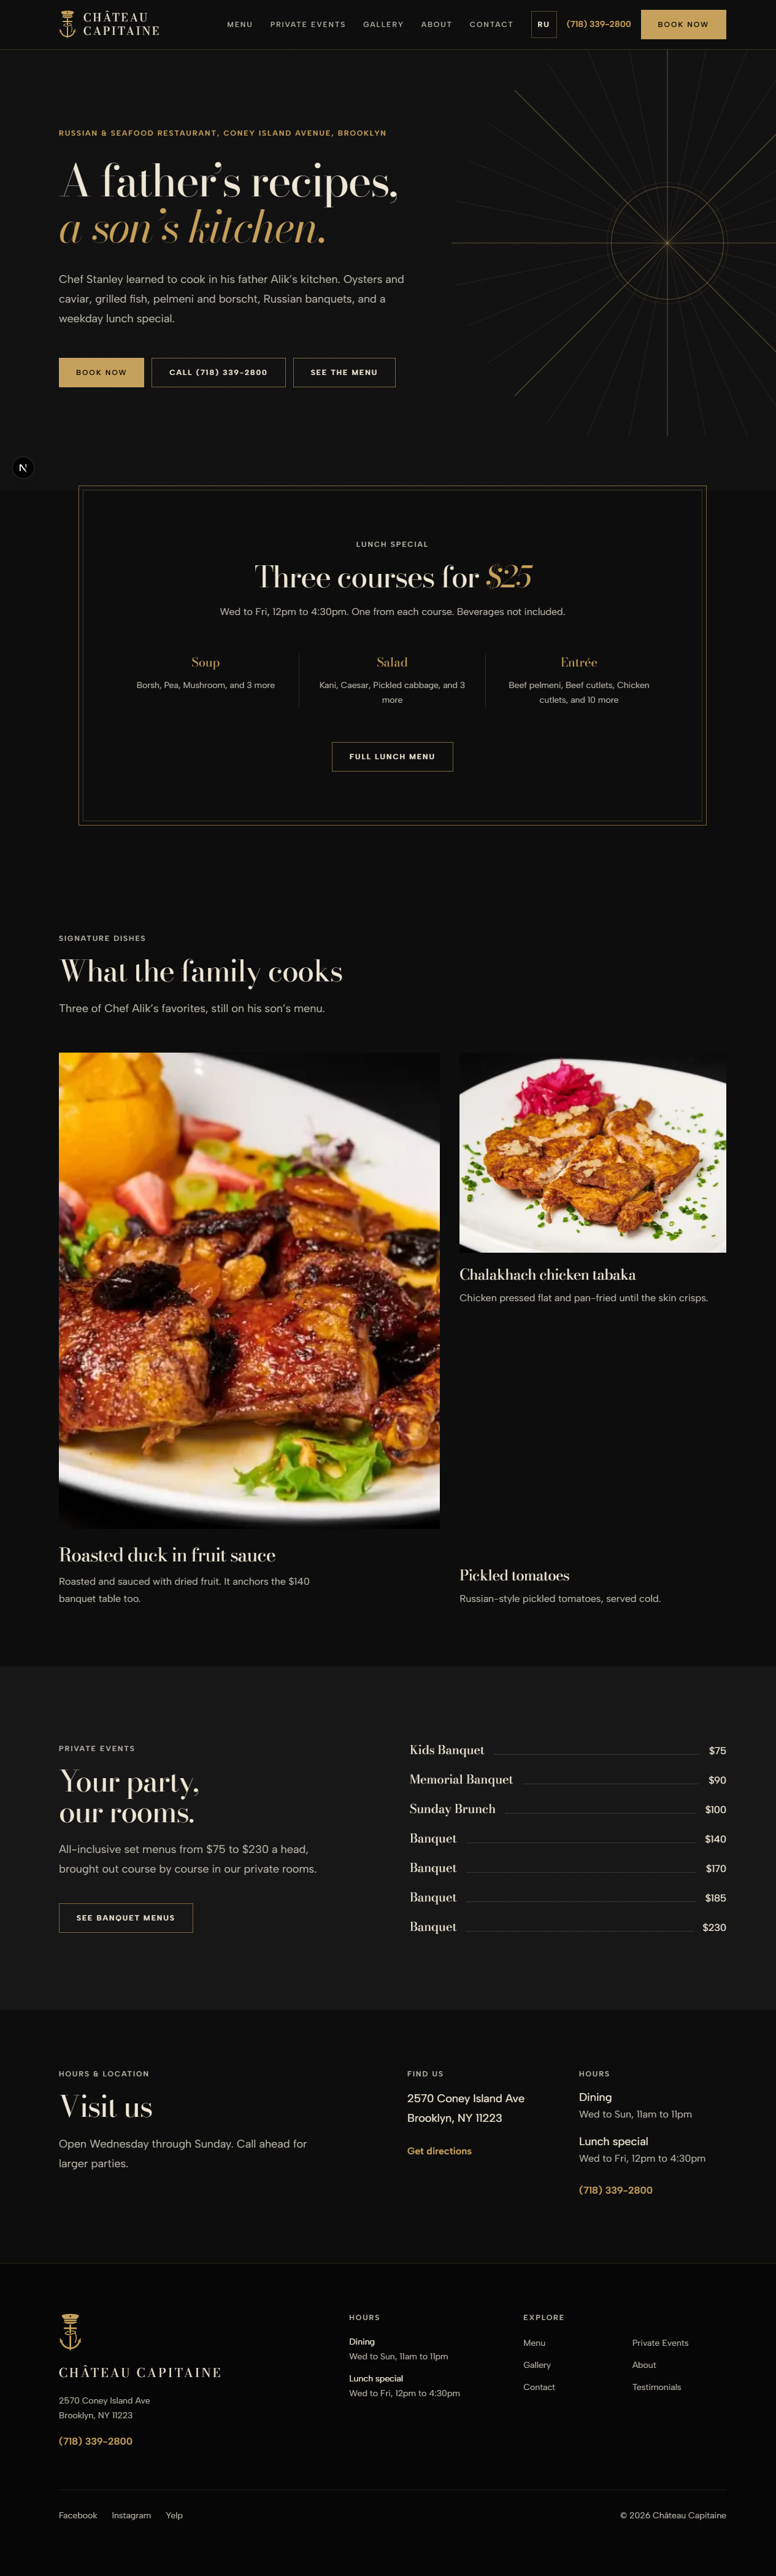 CHÂTEAU
CAPITAINE
MENU
PRIVATE EVENTS
GALLERY
ABOUT
CONTACT
RU
(718) 339-2800
BOOK NOW
RUSSIAN & SEAFOOD RESTAURANT, CONEY ISLAND AVENUE, BROOKLYN
A father's recipes,
a son's kitchen.
Chef Stanley learned to cook in his father Alik's kitchen. Oysters and
caviar, grilled fish, pelmeni and borscht, Russian banquets, and a
weekday lunch special.
BOOK NOW
CALL (718) 339-2800
SEE THE MENU
N
LUNCH SPECIAL
Three courses for $25
Wed to Fri, 12pm to 4:30pm. One from each course. Beverages not included.
Soup
Borsh, Pea, Mushroom, and 3 more
Salad
Kani, Caesar, Pickled cabbage, and 3
more
Entrée
Beef pelmeni, Beef cutlets, Chicken
cutlets, and 10 more
FULL LUNCH MENU
SIGNATURE DISHES
What the family cooks
Three of Chef Alik's favorites, still on his son's menu.
Chalakhach chicken tabaka
Chicken pressed flat and pan-fried until the skin crisps.
Roasted duck in fruit sauce
Roasted and sauced with dried fruit. It anchors the $140
banquet table too.
Pickled tomatoes
Russian-style pickled tomatoes, served cold.
PRIVATE EVENTS
Your party,
our rooms.
All-inclusive set menus from $75 to $230 a head,
brought out course by course in our private rooms.
SEE BANQUET MENUS
Kids Banquet $75
Memorial Banquet $90
Sunday Brunch $100
Banquet $140
Banquet $170
Banquet $185
Banquet $230
HOURS & LOCATION
Visit us
Open Wednesday through Sunday. Call ahead for
larger parties.
FIND US
2570 Coney Island Ave
Brooklyn, NY 11223
Get directions
HOURS
Dining
Wed to Sun, 11am to 11pm
Lunch special
Wed to Fri, 12pm to 4:30pm
(718) 339-2800
CHÂTEAU CAPITAINE
2570 Coney Island Ave
Brooklyn, NY 11223
(718) 339-2800
HOURS
Dining
Wed to Sun, 11am to 11pm
Lunch special
Wed to Fri, 12pm to 4:30pm
EXPLORE
Menu
Private Events
Gallery
About
Contact
Testimonials
Facebook
Instagram
Yelp
© 2026 Château Capitaine